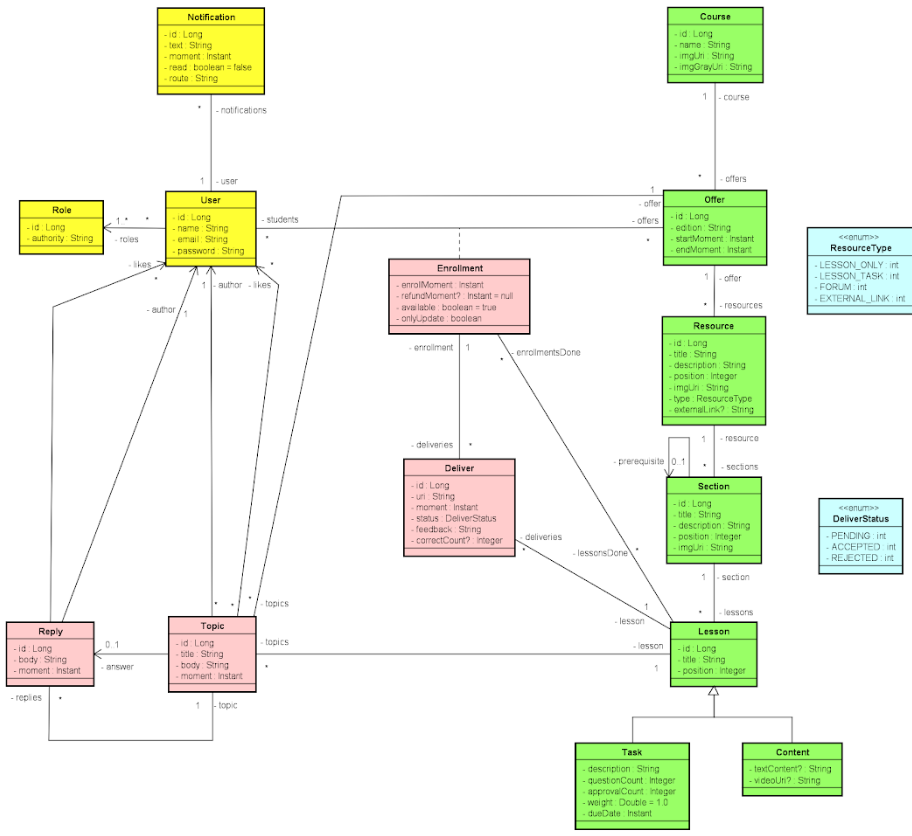 Notification
- id : Long
- text : String
- moment : Instant
- read : boolean = false
- route : String
Course
- id : Long
- name : String
- imgUri : String
- imgGrayUri : String
*
- notifications
1
- course
1
- user
*
- offers
1
- offer
Role
- id : Long
- authority : String
1..*
*
- roles
User
- id : Long
- name : String
- email : String
- password : String
- students
*
- offers
*
Offer
- id : Long
- edition : String
- startMoment : Instant
- endMoment : Instant
<<enum>>
ResourceType
- LESSON_ONLY : int
- LESSON_TASK : int
- FORUM : int
- EXTERNAL_LINK : int
- likes
*
- author
1
1
- author
*
- likes
*
Enrollment
- enrollMoment : Instant
- refundMoment? : Instant = null
- available : boolean = true
- onlyUpdate : boolean
1
- offer
*
- resources
Resource
- id : Long
- title : String
- description : String
- position : Integer
- imgUri : String
- type : ResourceType
- externalLink? : String
- enrollment
1
- enrollmentsDone
*
- deliveries
*
1
- resource
- prerequisite
0..1
*
- sections
Deliver
- id : Long
- uri : String
- moment : Instant
- status : DeliverStatus
- feedback : String
- correctCount? : Integer
Section
- id : Long
- title : String
- description : String
- position : Integer
- imgUri : String
<<enum>>
DeliverStatus
- PENDING : int
- ACCEPTED : int
- REJECTED : int
- deliveries
*
- lessonsDone
*
1
- section
*
*
*
- topics
1
- lesson
*
- lessons
Reply
- id : Long
- body : String
- moment : Instant
0..1
- answer
Topic
- id : Long
- title : String
- body : String
- moment : Instant
- topics
*
- lesson
1
Lesson
- id : Long
- title : String
- position : Integer
- replies
*
1
- topic
Task
- description : String
- questionCount : Integer
- approvalCount : Integer
- weight : Double = 1.0
- dueDate : Instant
Content
- textContent? : String
- videoUri? : String